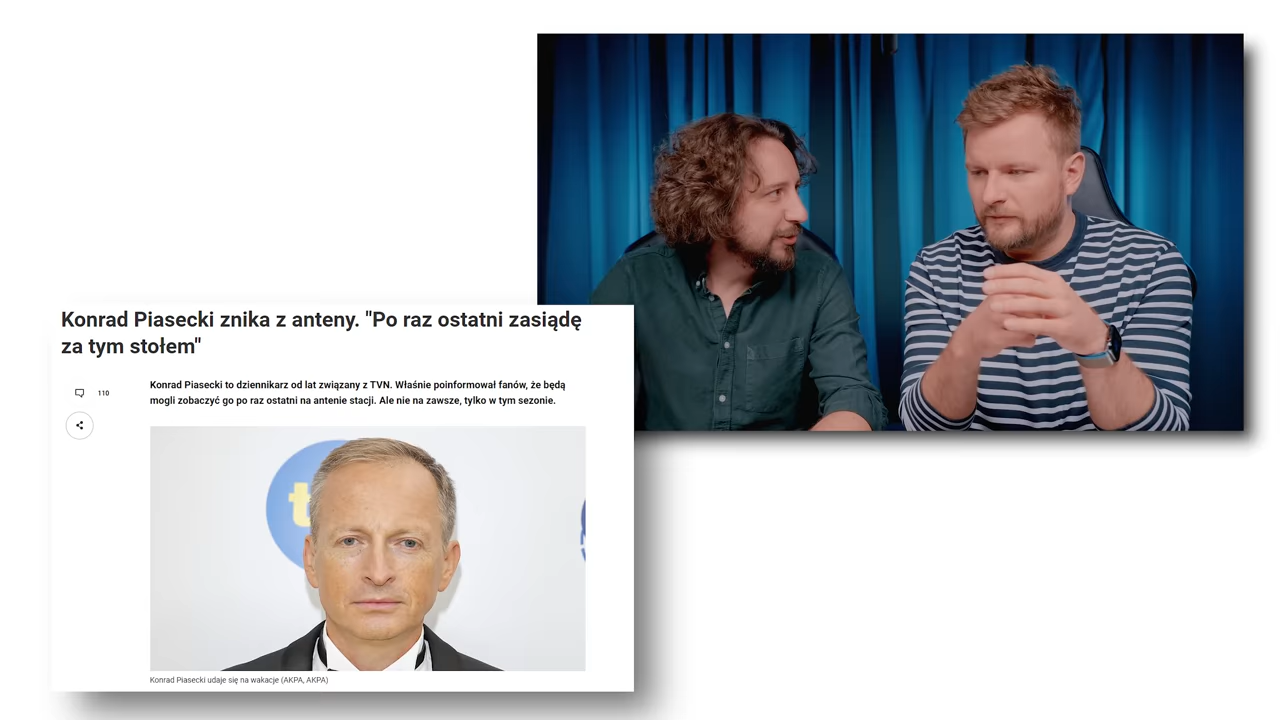 Konrad Piasecki znika z anteny. "Po raz ostatni zasiądę
za tym stołem"
110
Konrad Piasecki to dziennikarz od lat związany z TVN. Właśnie poinformował fanów, że będą
mogli zobaczyć go po raz ostatni na antenie stacji. Ale nie na zawsze, tylko w tym sezonie.
t
Konrad Piasecki udaje się na wakacje (AKPA, AKPA)